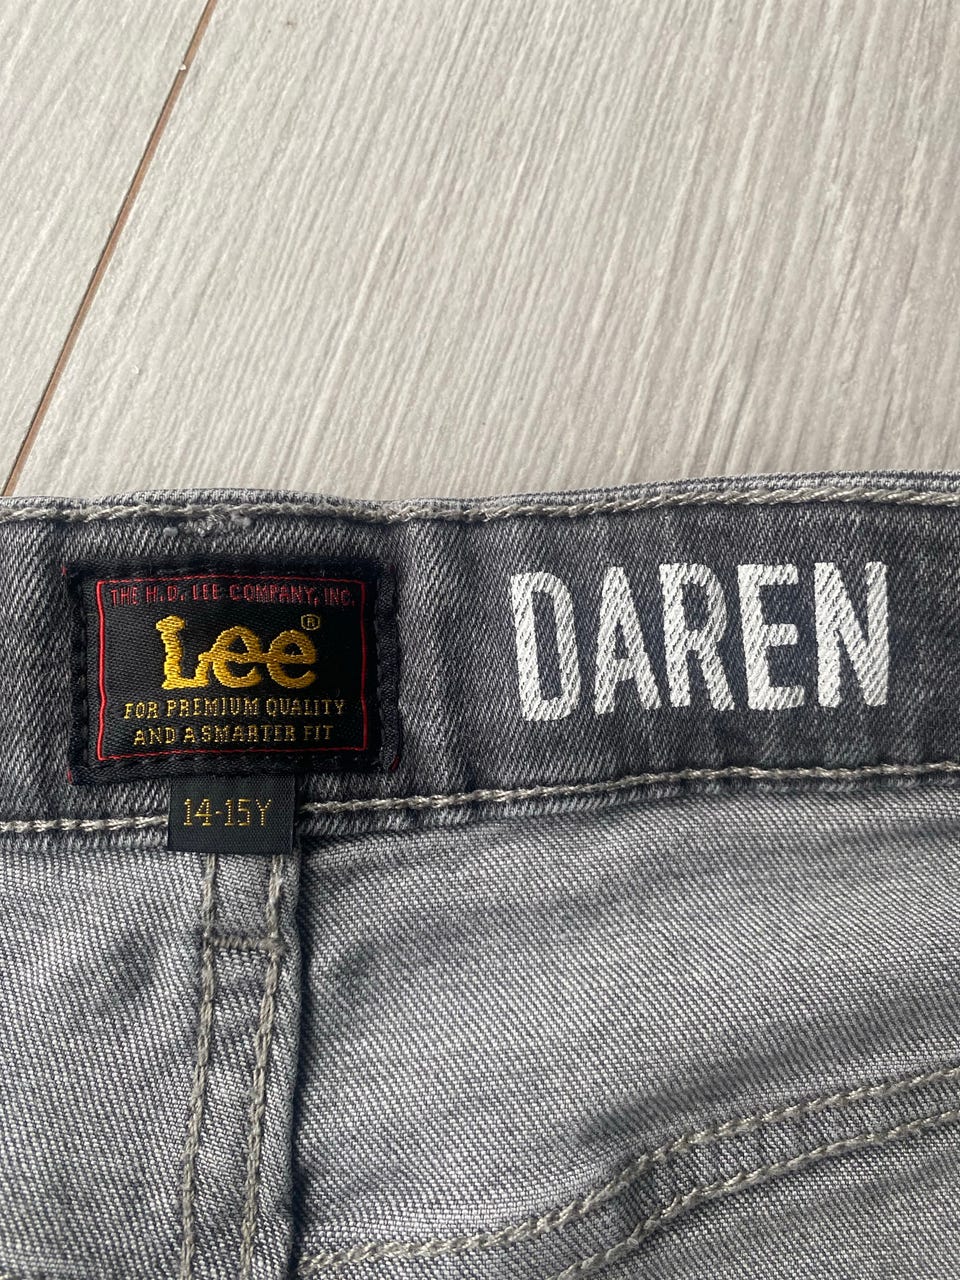 THE H.D. LEE COMPANY, INC.
Lee®
FOR PREMIUM QUALITY
AND A SMARTER FIT
14-15Y
DAREN